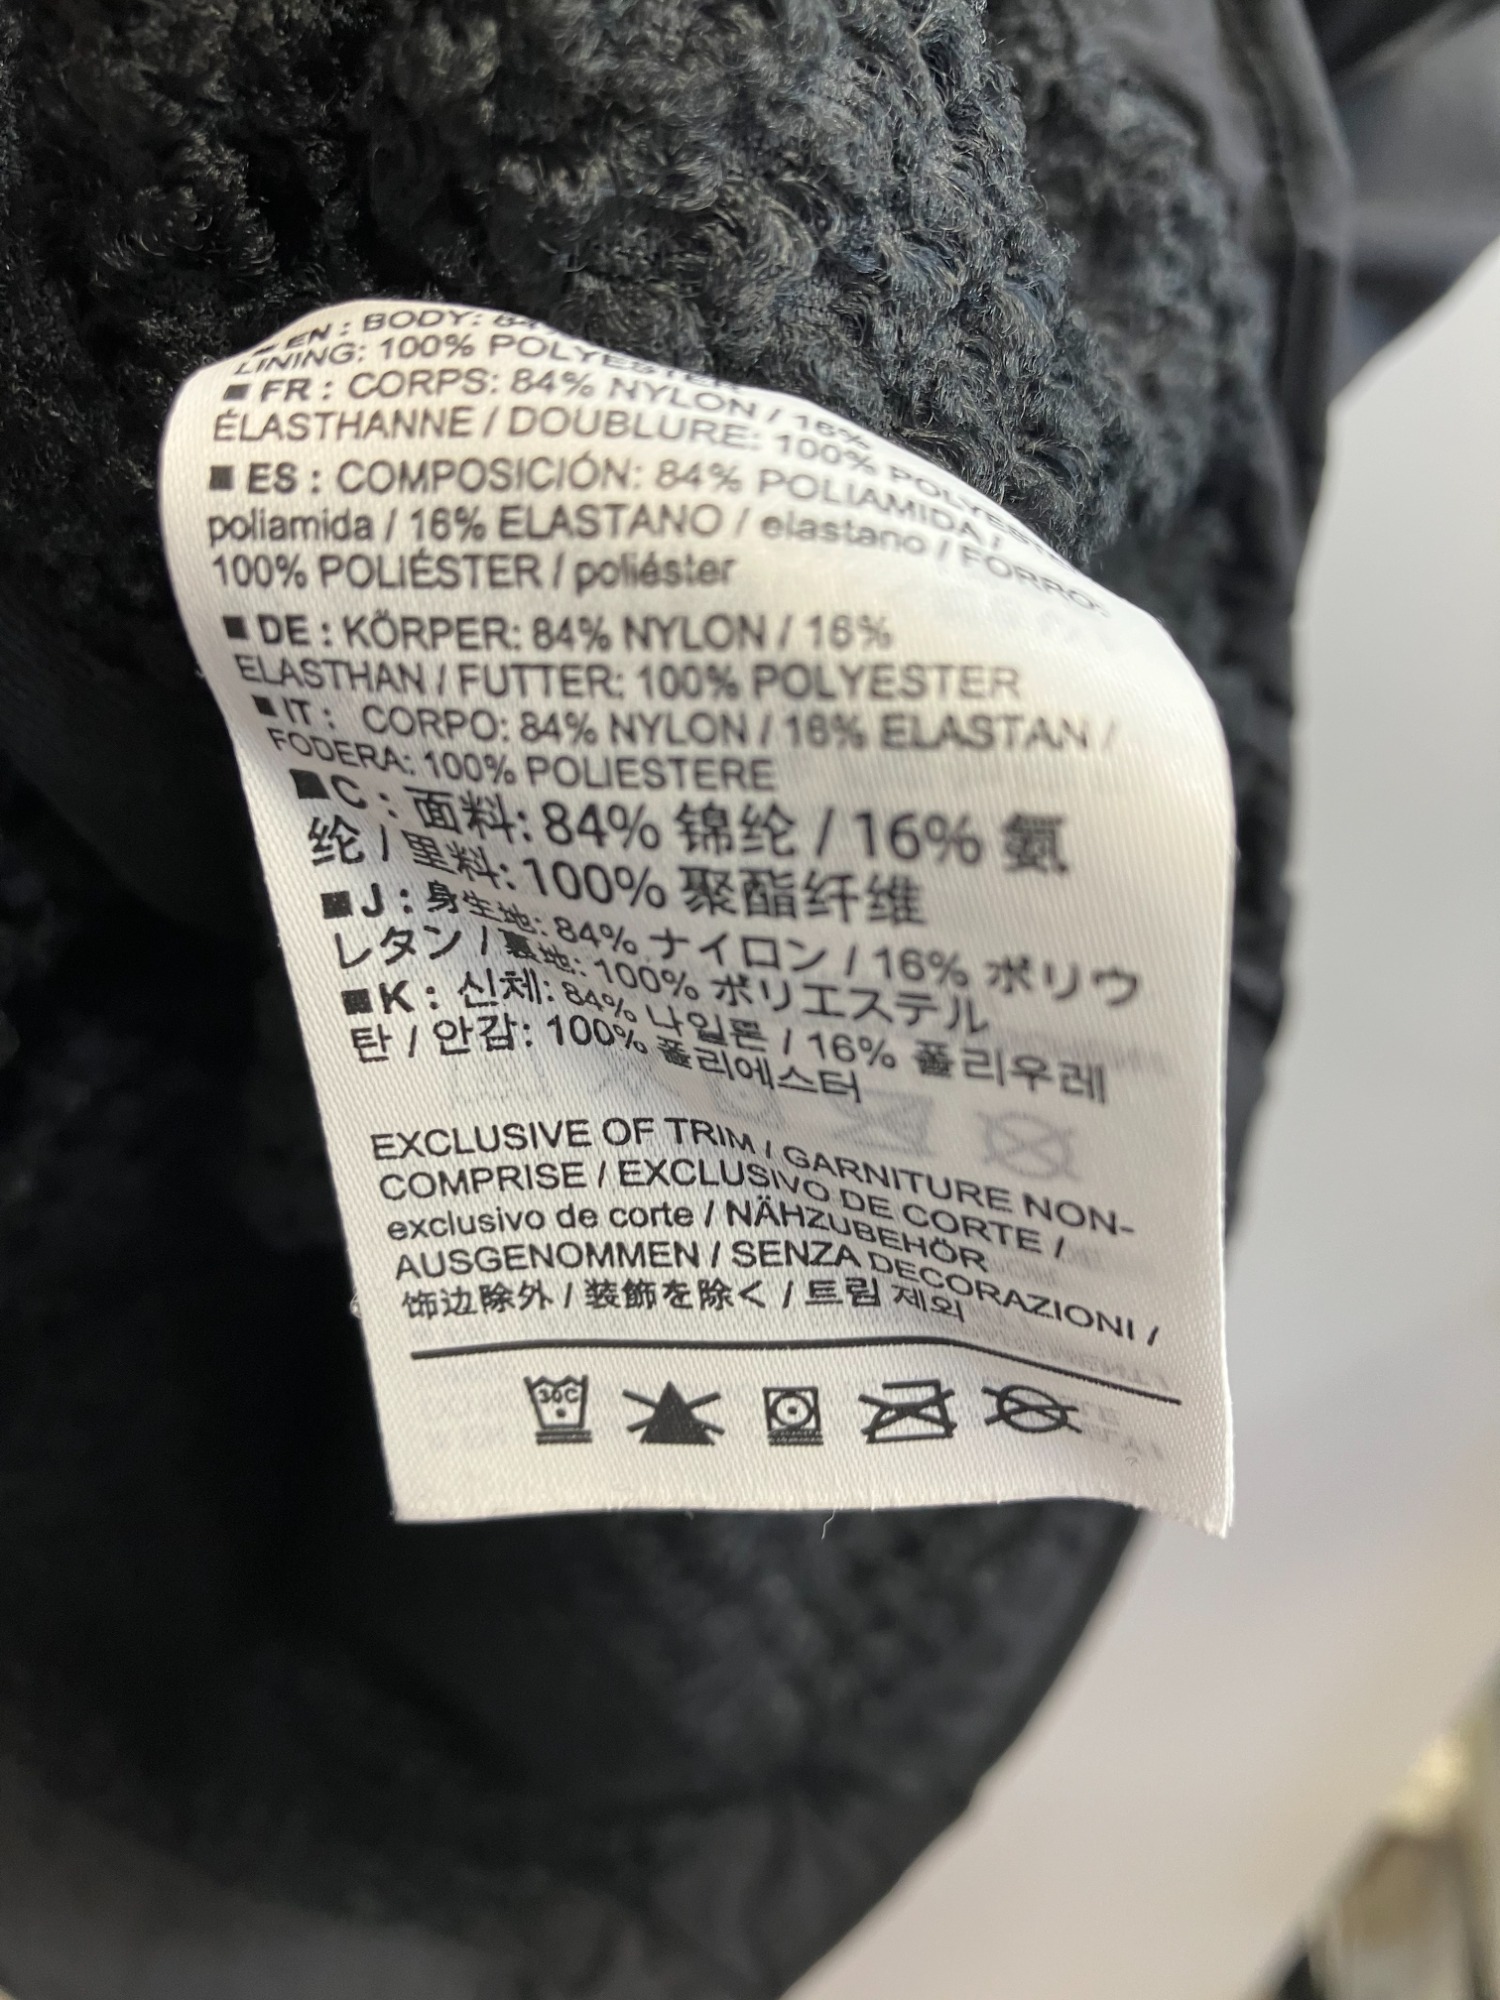 EN : BODY: 84
LINING: 100% POLYESTER
■ FR : CORPS: 84% NYLON / 16%
ÉLASTHANNE / DOUBLURE: 100% POLYEST
■ ES : COMPOSICIÓN: 84% POLIAMIDA /
poliamida / 16% ELASTANO / elastano / FORRO:
100% POLIÉSTER / poliéster
■ DE : KÖRPER: 84% NYLON / 16%
ELASTHAN / FUTTER: 100% POLYESTER
■ IT : CORPO: 84% NYLON / 16% ELASTAN /
FODERA: 100% POLIESTERE
■ C : 面料: 84% 锦纶 / 16% 氨
纶 / 里料: 100% 聚酯纤维
■ J : 身生地: 84% ナイロン / 16% ポリウ
レタン / 裏地: 100% ポリエステル
■ K : 신체: 84% 나일론 / 16% 폴리우레
탄 / 안감: 100% 폴리에스터
EXCLUSIVE OF TRIM / GARNITURE NON-
COMPRISE / EXCLUSIVO DE CORTE /
exclusivo de corte / NÄHZUBEHÖR
AUSGENOMMEN / SENZA DECORAZIONI /
饰边除外 / 装飾を除く / 트림 제외
30C